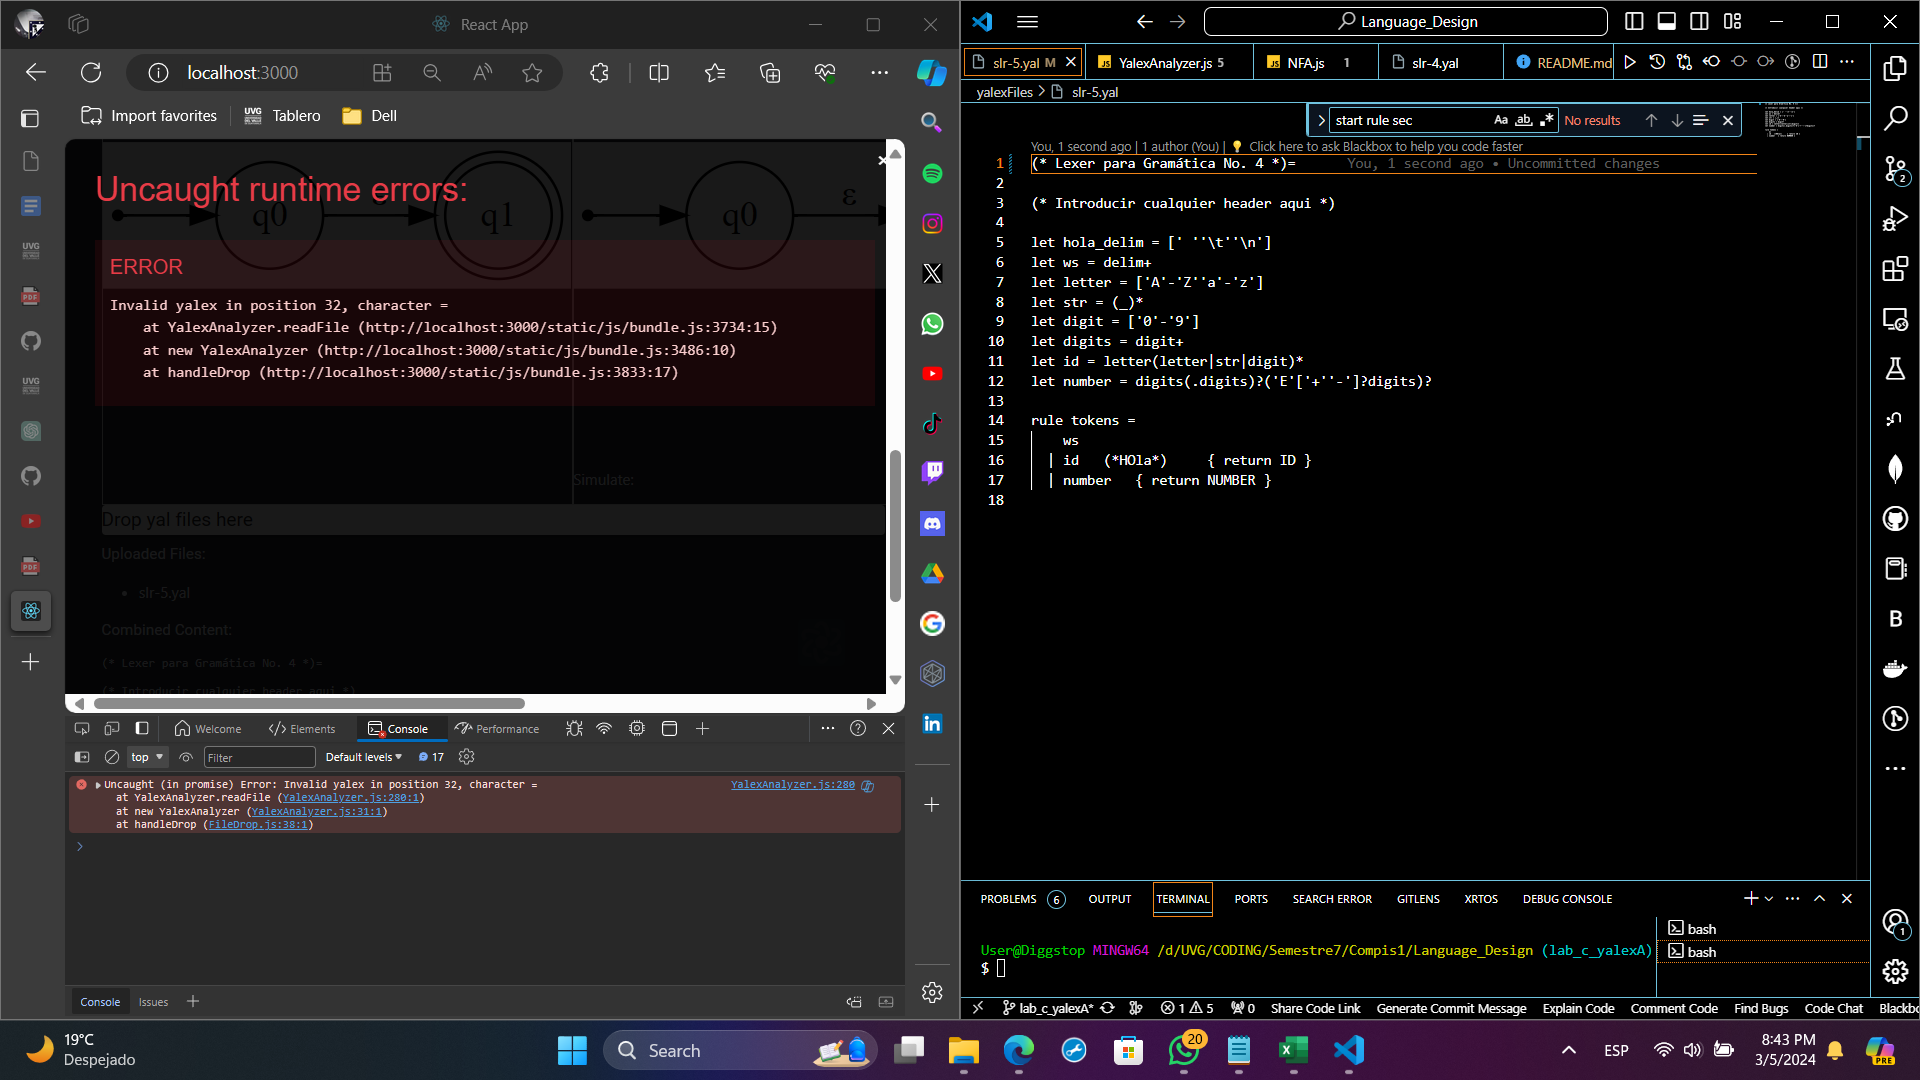 React App
localhost:3000
Import favorites
UVG
Tablero
Dell
Uncaught runtime errors:
q0
q1
q0
ε
ERROR
Invalid yalex in position 32, character =
at YalexAnalyzer.readFile (http://localhost:3000/static/js/bundle.js:3734:15)
at new YalexAnalyzer (http://localhost:3000/static/js/bundle.js:3486:10)
at handleDrop (http://localhost:3000/static/js/bundle.js:3833:17)
Simulate:
Drop yal files here
Uploaded Files:
slr-5.yal
Combined Content:
(* Lexer para Gramática No. 4 *)=
(* Introducir cualquier header aqui *)
Welcome
Elements
Console
Performance
top
Filter
Default levels
17
Uncaught (in promise) Error: Invalid yalex in position 32, character =
YalexAnalyzer.js:280
at YalexAnalyzer.readFile (YalexAnalyzer.js:280:1)
at new YalexAnalyzer (YalexAnalyzer.js:31:1)
at handleDrop (FileDrop.js:38:1)
Console
Issues
Language_Design
slr-5.yal M
JS YalexAnalyzer.js 5
JS NFA.js 1
slr-4.yal
README.md
yalexFiles > slr-5.yal
start rule sec
Aa
ab
No results
You, 1 second ago | 1 author (You) | Click here to ask Blackbox to help you code faster
1 (* Lexer para Gramática No. 4 *)= You, 1 second ago • Uncommitted changes
2
3 (* Introducir cualquier header aqui *)
4
5 let hola_delim = [' ''\t''\n']
6 let ws = delim+
7 let letter = ['A'-'Z''a'-'z']
8 let str = (_)*
9 let digit = ['0'-'9']
10 let digits = digit+
11 let id = letter(letter|str|digit)*
12 let number = digits(.digits)?('E'['+''-']?digits)?
13
14 rule tokens =
15 ws
16 | id (*HOla*) { return ID }
17 | number { return NUMBER }
18
PROBLEMS 6
OUTPUT
TERMINAL
PORTS
SEARCH ERROR
GITLENS
XRTOS
DEBUG CONSOLE
User@Diggstop MINGW64 /d/UVG/CODING/Semestre7/Compis1/Language_Design (lab_c_yalexA)
$
bash
bash
lab_c_yalexA*
1
5
0
Share Code Link
Generate Commit Message
Explain Code
Comment Code
Find Bugs
Code Chat
Blackbo
2
B
1
19°C
Despejado
Search
20
ESP
8:43 PM
3/5/2024
PRE
UVG
PDF
UVG
PDF